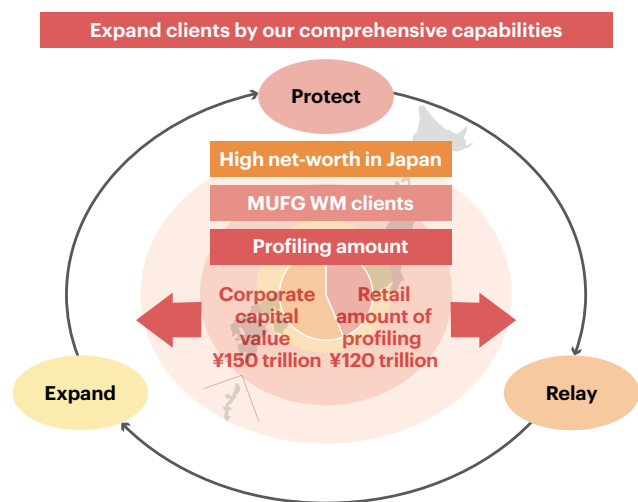 Expand clients by our comprehensive capabilities
Protect
High net-worth in Japan
MUFG WM clients
Profiling amount
Corporate
capital
value
¥150 trillion
Retail
amount of
profiling
¥120 trillion
Expand
Relay